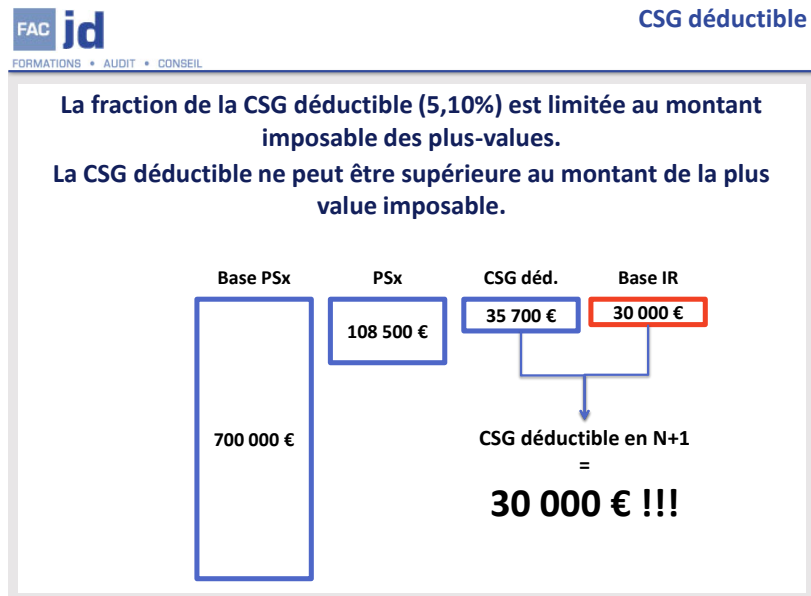 FAC jd
FORMATIONS • AUDIT • CONSEIL
CSG déductible
La fraction de la CSG déductible (5,10%) est limitée au montant
imposable des plus-values.
La CSG déductible ne peut être supérieure au montant de la plus
value imposable.
Base PSx PSx CSG déd. Base IR
35 700 € 30 000 €
108 500 €
700 000 €
CSG déductible en N+1
=
30 000 € !!!